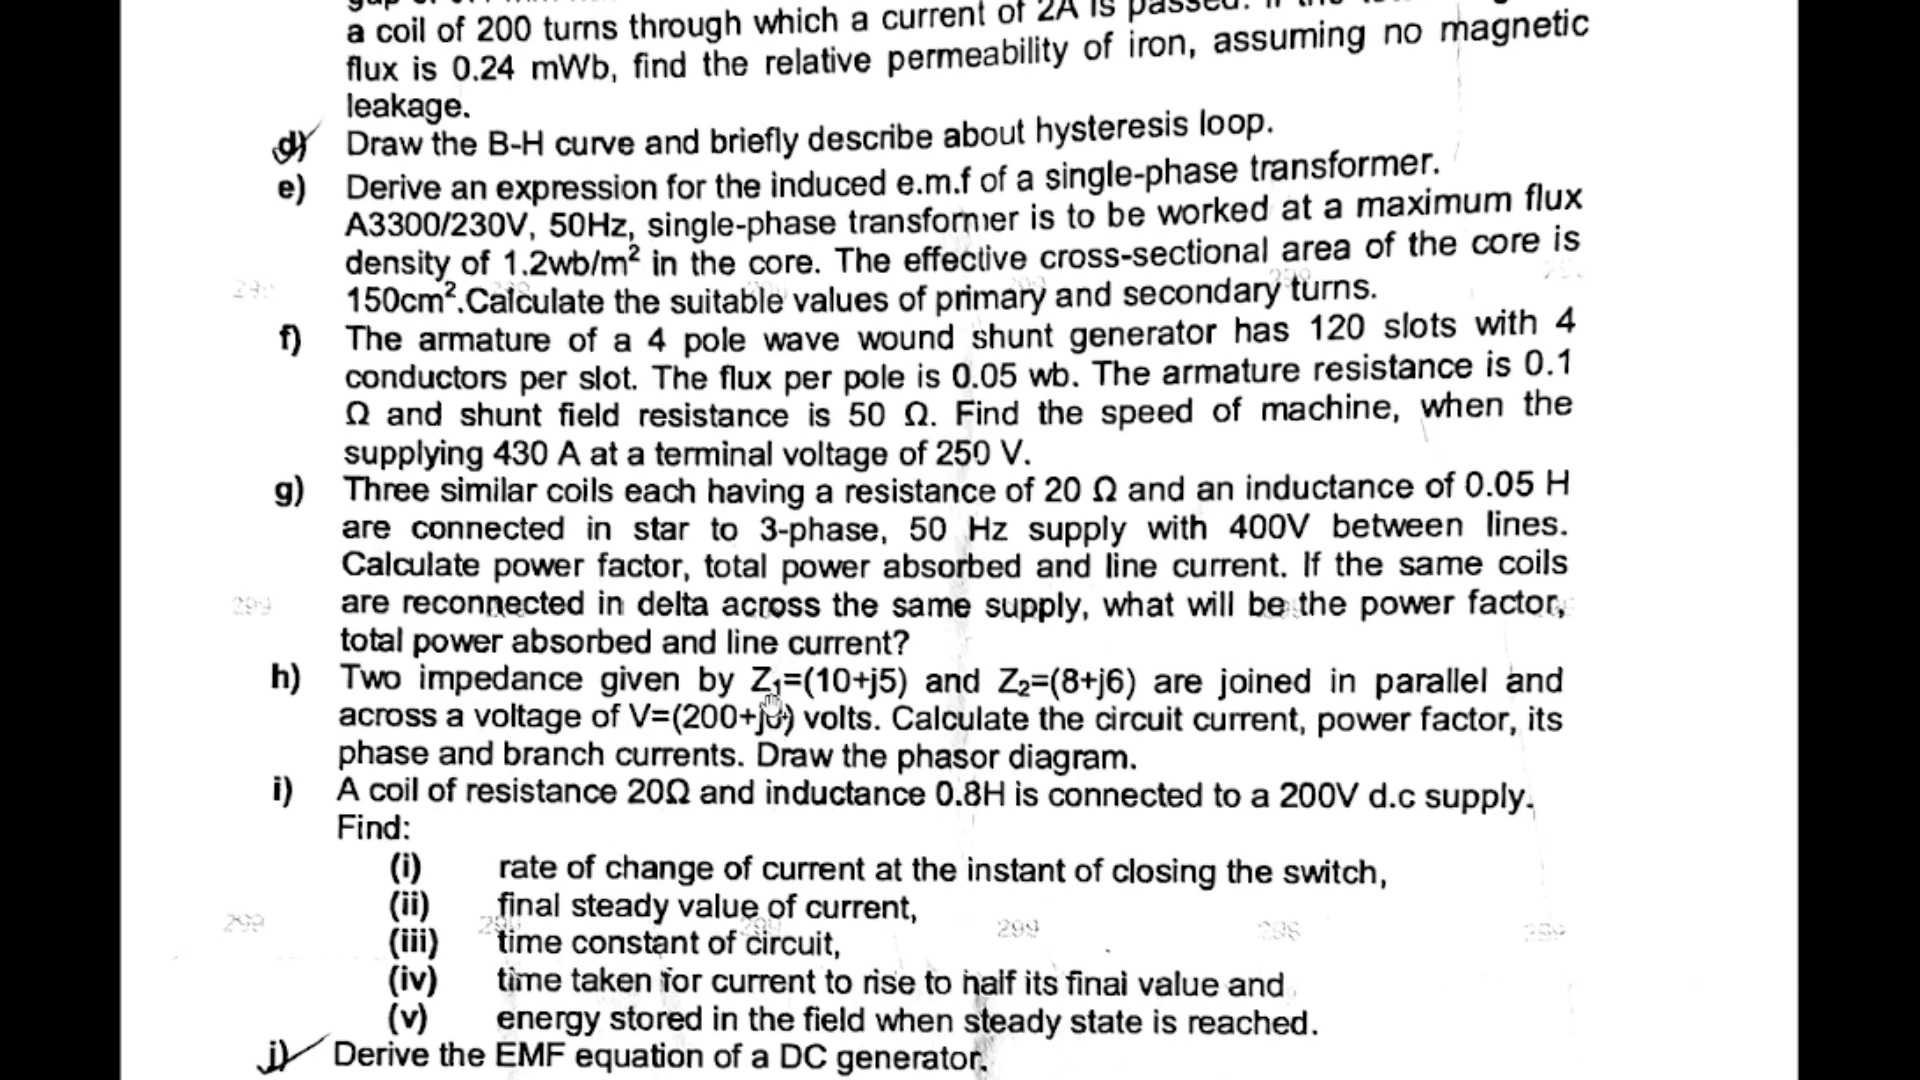 a coil of 200 turns through which a current of 2A is passed.
flux is 0.24 mWb, find the relative permeability of iron, assuming no magnetic
leakage.
d) Draw the B-H curve and briefly describe about hysteresis loop.
e) Derive an expression for the induced e.m.f of a single-phase transformer.
A3300/230V, 50Hz, single-phase transformer is to be worked at a maximum flux
density of 1.2wb/m² in the core. The effective cross-sectional area of the core is
150cm².Calculate the suitable values of primary and secondary turns.
f) The armature of a 4 pole wave wound shunt generator has 120 slots with 4
conductors per slot. The flux per pole is 0.05 wb. The armature resistance is 0.1
Ω and shunt field resistance is 50 Ω. Find the speed of machine, when the
supplying 430 A at a terminal voltage of 250 V.
g) Three similar coils each having a resistance of 20 Ω and an inductance of 0.05 H
are connected in star to 3-phase, 50 Hz supply with 400V between lines.
Calculate power factor, total power absorbed and line current. If the same coils
are reconnected in delta across the same supply, what will be the power factor,
total power absorbed and line current?
h) Two impedance given by Z₁=(10+j5) and Z₂=(8+j6) are joined in parallel and
across a voltage of V=(200+j0) volts. Calculate the circuit current, power factor, its
phase and branch currents. Draw the phasor diagram.
i) A coil of resistance 20Ω and inductance 0.8H is connected to a 200V d.c supply.
Find:
(i) rate of change of current at the instant of closing the switch,
(ii) final steady value of current,
(iii) time constant of circuit,
(iv) time taken for current to rise to half its final value and
(v) energy stored in the field when steady state is reached.
j) Derive the EMF equation of a DC generator.